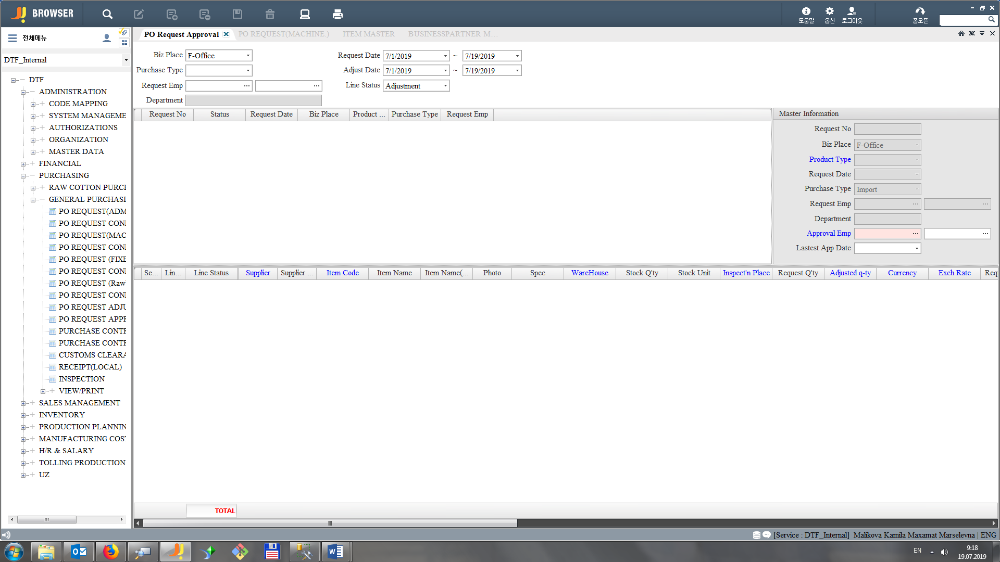 BROWSER
도움말 옵션 로그아웃 폼오픈
전체메뉴
PO Request Approval PO REQUEST(MACHINE.) ITEM MASTER BUSINESSPARTNER M...
DTF_Internal
DTF
ADMINISTRATION
CODE MAPPING
SYSTEM MANAGEME
AUTHORIZATIONS
ORGANIZATION
MASTER DATA
FINANCIAL
PURCHASING
RAW COTTON PURCH
GENERAL PURCHASI
PO REQUEST(ADM
PO REQUEST CONF
PO REQUEST(MAC
PO REQUEST CONF
PO REQUEST (FIXE
PO REQUEST CONF
PO REQUEST (Raw
PO REQUEST CONF
PO REQUEST ADJU
PO REQUEST APPR
PURCHASE CONTR
PURCHASE CONTR
CUSTOMS CLEARA
RECEIPT(LOCAL)
INSPECTION
VIEW/PRINT
SALES MANAGEMENT
INVENTORY
PRODUCTION PLANNIN
MANUFACTURING COS
H/R & SALARY
TOLLING PRODUCTION
UZ
Biz Place F-Office Request Date 7/1/2019 ~ 7/19/2019
Purchase Type Adjust Date 7/1/2019 ~ 7/19/2019
Request Emp ... ... Line Status Adjustment
Department
Request No Status Request Date Biz Place Product ... Purchase Type Request Emp
Master Information
Request No
Biz Place F-Office
Product Type
Request Date
Purchase Type Import
Request Emp ... ...
Department
Approval Emp ... ...
Lastest App Date
Se... Lin... Line Status Supplier Supplier ... Item Code Item Name Item Name(... Photo Spec WareHouse Stock Q'ty Stock Unit Inspect'n Place Request Q'ty Adjusted q-ty Currency Exch Rate Req
TOTAL
[Service : DTF_Internal] Malikova Kamila Maxamat Marselevna | ENG
EN 9:18
19.07.2019